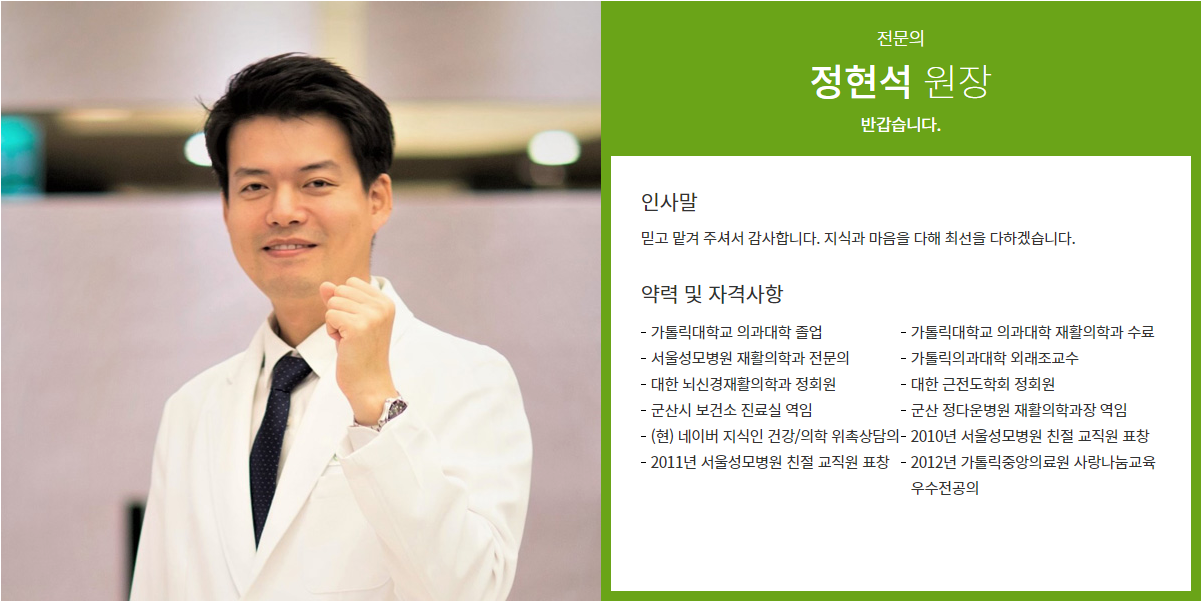 전문의
정현석 원장
반갑습니다.
인사말
믿고 맡겨 주셔서 감사합니다. 지식과 마음을 다해 최선을 다하겠습니다.
약력 및 자격사항
- 가톨릭대학교 의과대학 졸업
- 가톨릭대학교 의과대학 재활의학과 수료
- 서울성모병원 재활의학과 전문의
- 가톨릭의과대학 외래조교수
- 대한 뇌신경재활의학과 정회원
- 대한 근전도학회 정회원
- 군산시 보건소 진료실 역임
- 군산 정다운병원 재활의학과장 역임
- (현) 네이버 지식인 건강/의학 위촉상담의
- 2010년 서울성모병원 친절 교직원 표창
- 2011년 서울성모병원 친절 교직원 표창
- 2012년 가톨릭중앙의료원 사랑나눔교육
우수전공의